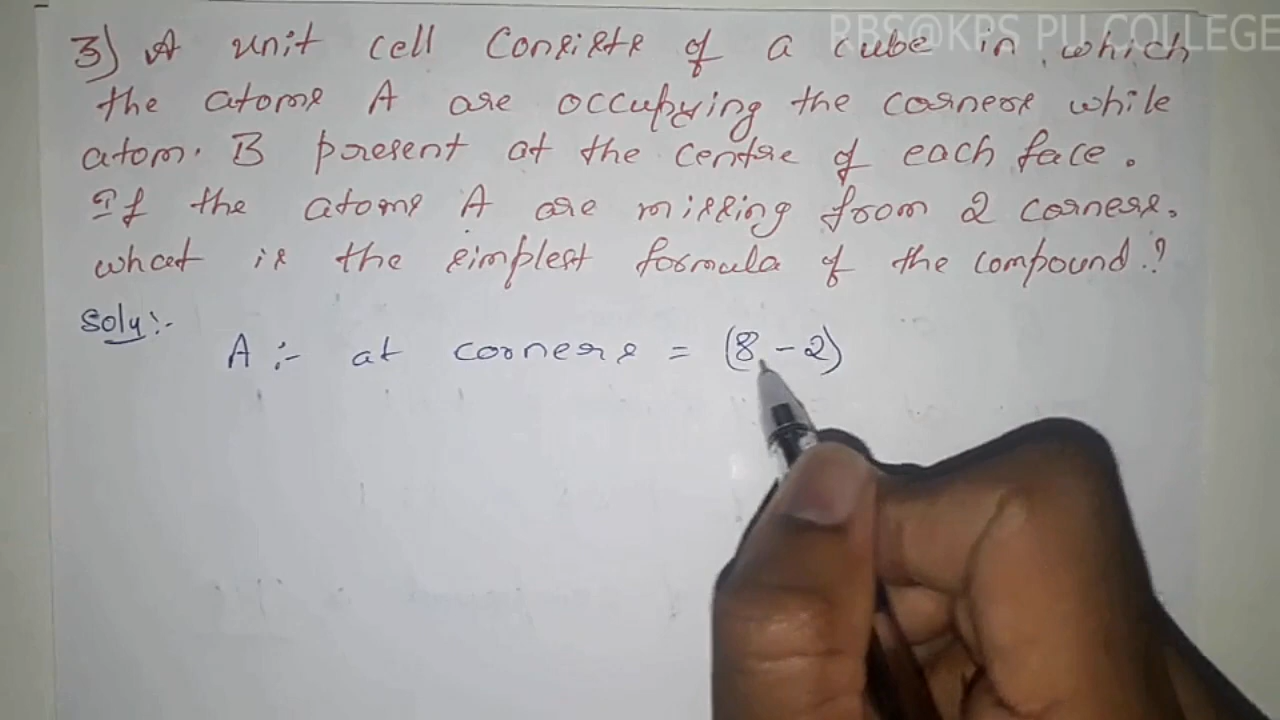 RBS@KPS PU COLLEGE
3) A unit cell consists of a cube in which
the atoms A are occupying the corners while
atom. B present at the centre of each face.
If the atoms A are missing from 2 corners.
what is the simplest formula of the compound.?
Soln:-
A :- at corners = (8-2)